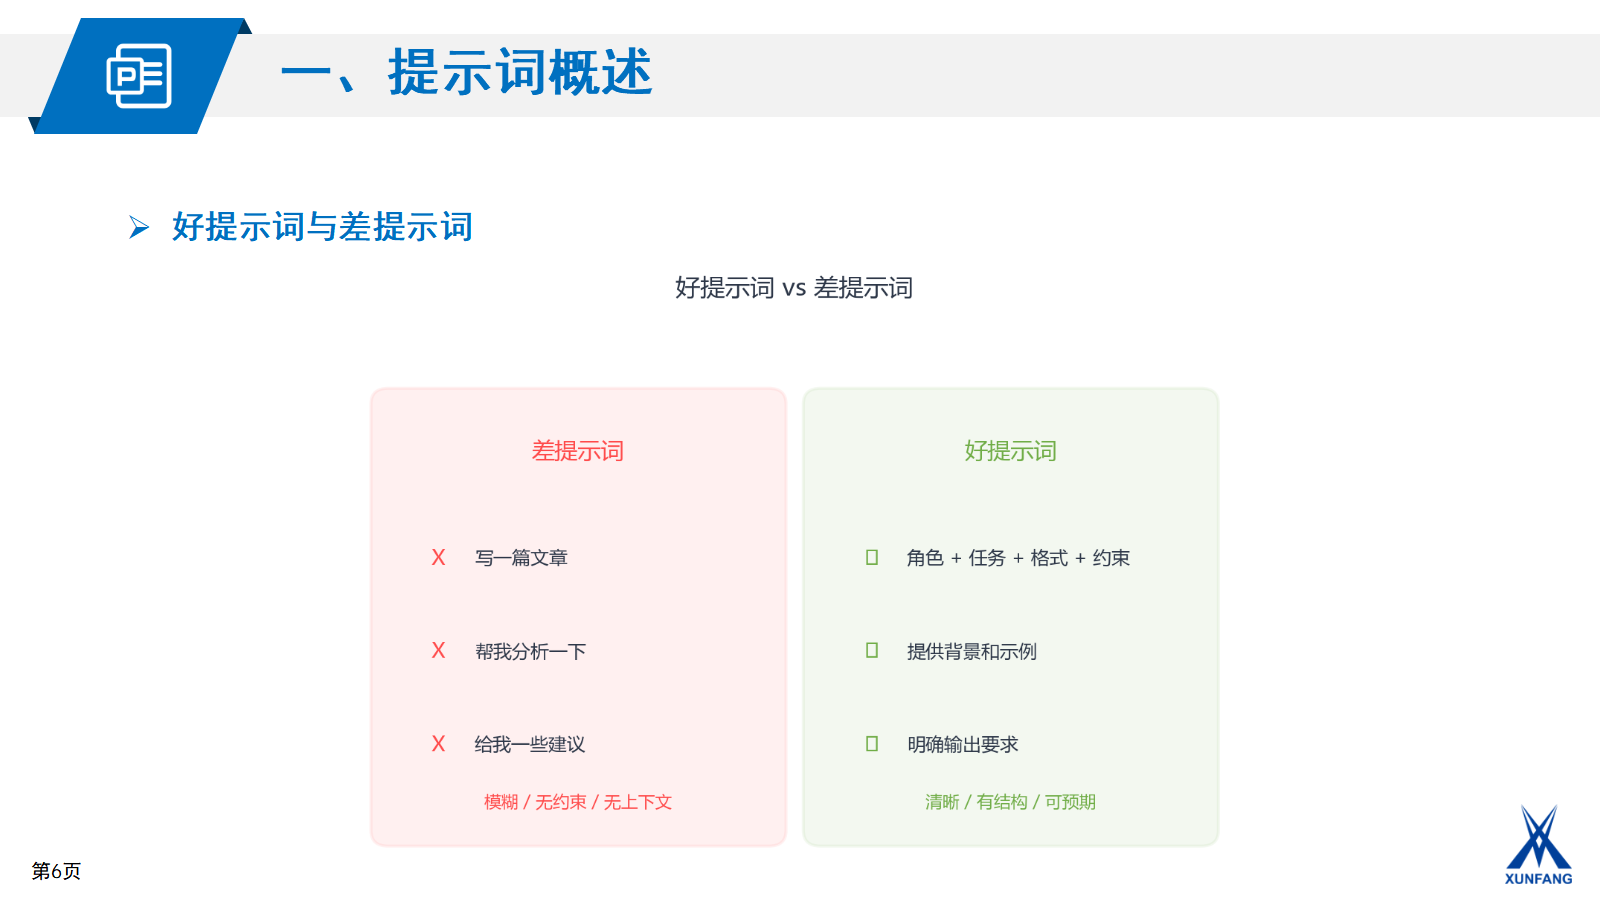 一、提示词概述
好提示词与差提示词
好提示词 vs 差提示词
差提示词
X 写一篇文章
X 帮我分析一下
X 给我一些建议
模糊 / 无约束 / 无上下文
好提示词
角色 + 任务 + 格式 + 约束
提供背景和示例
明确输出要求
清晰 / 有结构 / 可预期
第6页
XUNFANG